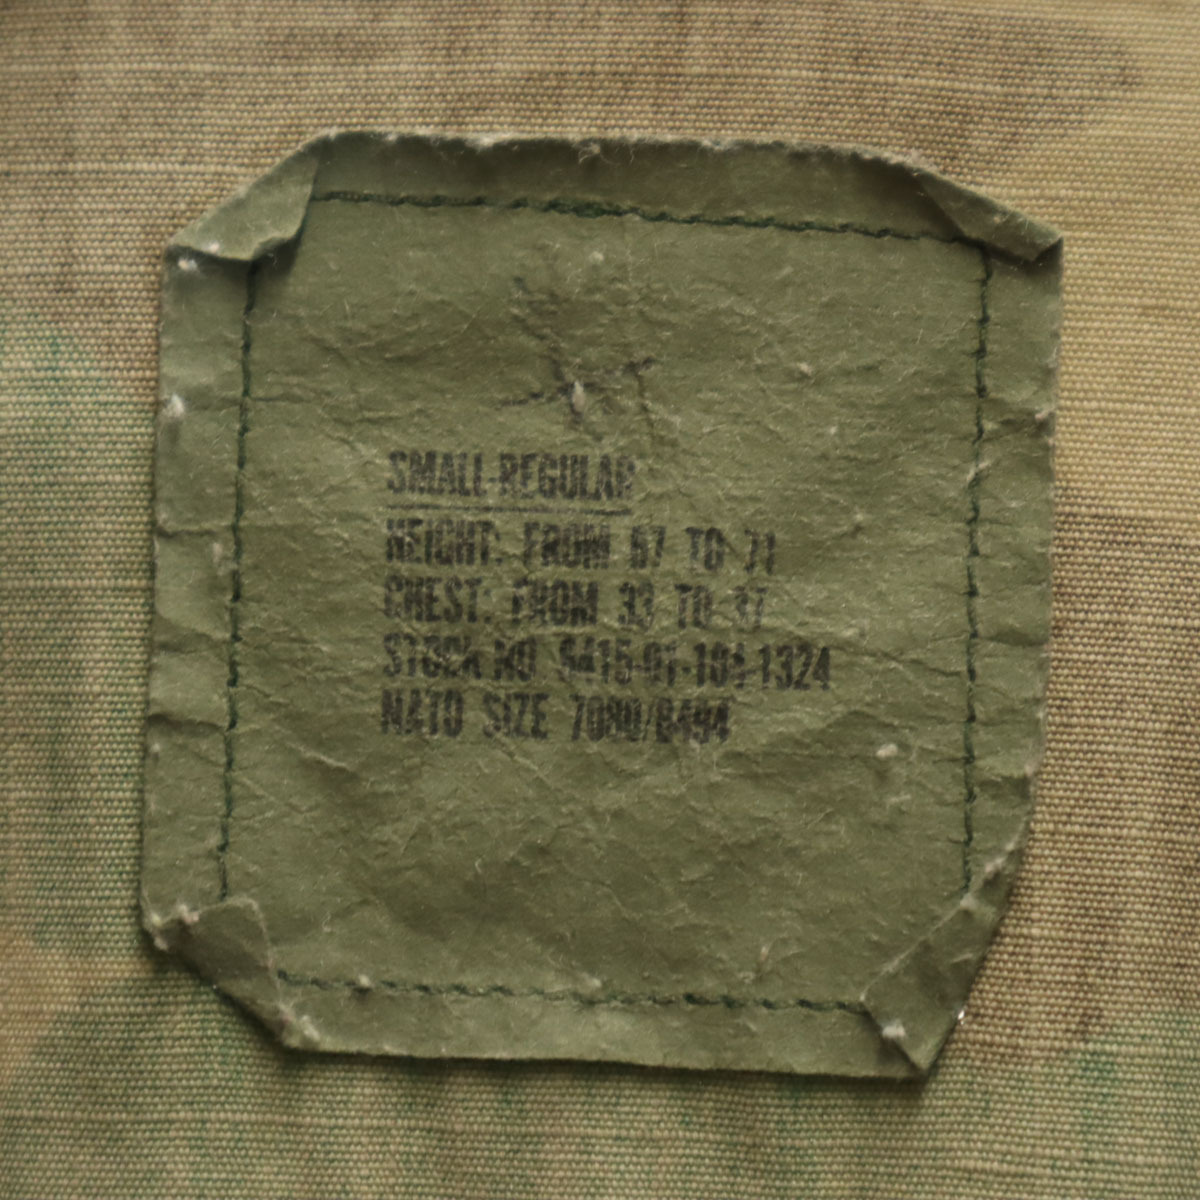 SMALL-REGULAR
HEIGHT: FROM 67 TO 71
CHEST: FROM 33 TO 37
STOCK NO 8415-01-104-1324
NATO SIZE 7080/8494